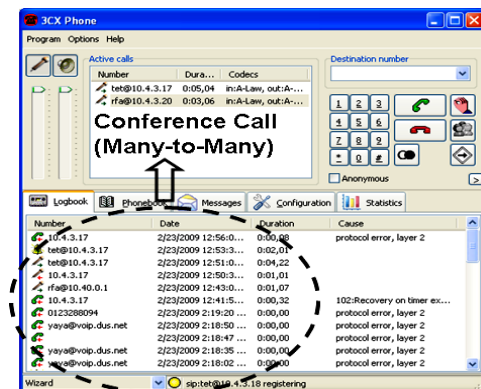 3CX Phone
Program Options Help
Active calls
Number Dura... Codecs
tet@10.4.3.17 0:05,04 in:A-Law, out:A-...
rfa@10.4.3.20 0:03,06 in:A-Law, out:A-...
Conference Call
(Many-to-Many)
Destination number
1 2 3
4 5 6
7 8 9
* 0 #
Anonymous
>
Logbook Phonebook Messages Configuration Statistics
Number Date Duration Cause
10.4.3.17 2/23/2009 12:56:0... 0:00,08 protocol error, layer 2
tet@10.4.3.17 2/23/2009 12:53:3... 0:02,01
tet@10.4.3.17 2/23/2009 12:51:0... 0:04,22
10.4.3.17 2/23/2009 12:50:3... 0:01,01
rfa@10.40.0.1 2/23/2009 12:43:0... 0:01,07
10.4.3.17 2/23/2009 12:41:5... 0:00,32 102:Recovery on timer ex...
0123288094 2/23/2009 2:19:20 ... 0:00,00 protocol error, layer 2
yaya@voip.dus.net 2/23/2009 2:18:50 ... 0:00,00 protocol error, layer 2
2/23/2009 2:18:47 ... 0:00,00 protocol error, layer 2
yaya@voip.dus.net 2/23/2009 2:18:35 ... 0:00,00 protocol error, layer 2
yaya@voip.dus.net 2/23/2009 2:18:02 ... 0:00,00 protocol error, layer 2
Wizard sip:tet@10.4.3.18 registering